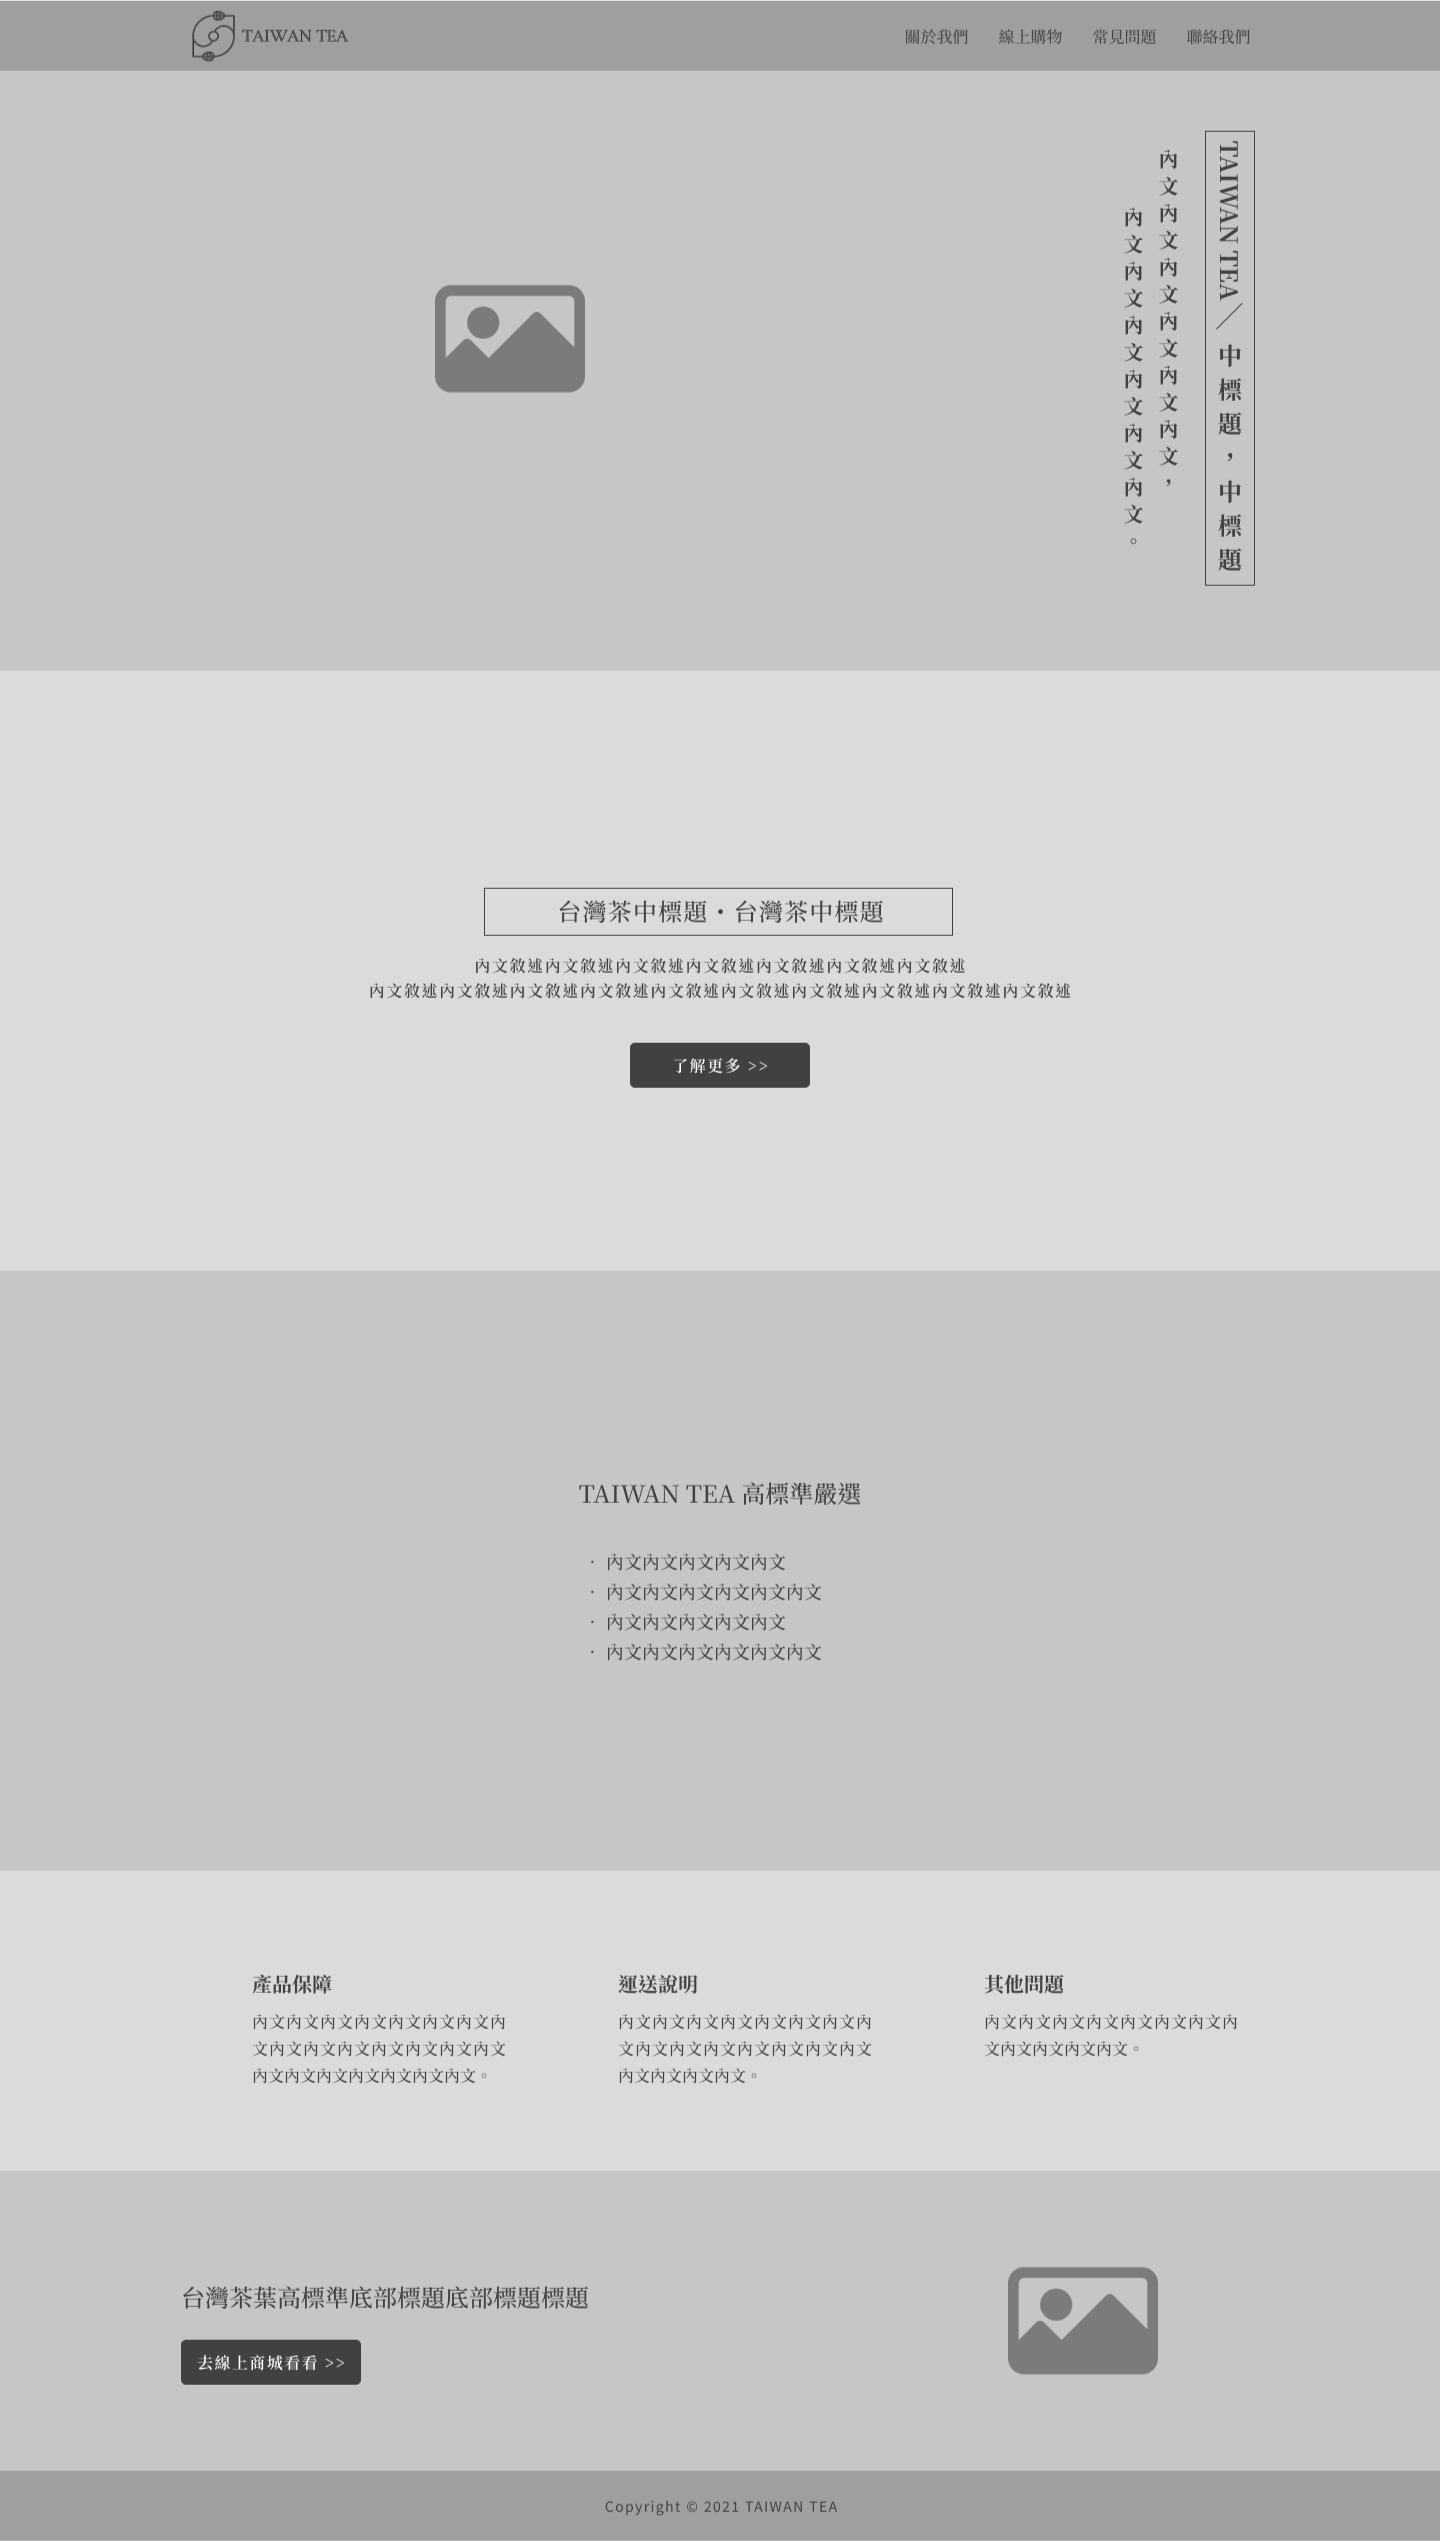 TAIWAN TEA
關於我們 線上購物 常見問題 聯絡我們
TAIWAN TEA／中標題，中標題
內文內文內文內文內文內文，
內文內文內文內文內文內文。
台灣茶中標題・台灣茶中標題
內文敘述內文敘述內文敘述內文敘述內文敘述內文敘述內文敘述
內文敘述內文敘述內文敘述內文敘述內文敘述內文敘述內文敘述內文敘述內文敘述內文敘述
了解更多 >>
TAIWAN TEA 高標準嚴選
· 內文內文內文內文內文
· 內文內文內文內文內文內文
· 內文內文內文內文內文
· 內文內文內文內文內文內文
產品保障
內文內文內文內文內文內文內文內
文內文內文內文內文內文內文內文
內文內文內文內文內文內文內文。
運送說明
內文內文內文內文內文內文內文內
文內文內文內文內文內文內文內文
內文內文內文內文。
其他問題
內文內文內文內文內文內文內文內
文內文內文內文內文。
台灣茶葉高標準底部標題底部標題標題
去線上商城看看 >>
Copyright © 2021 TAIWAN TEA